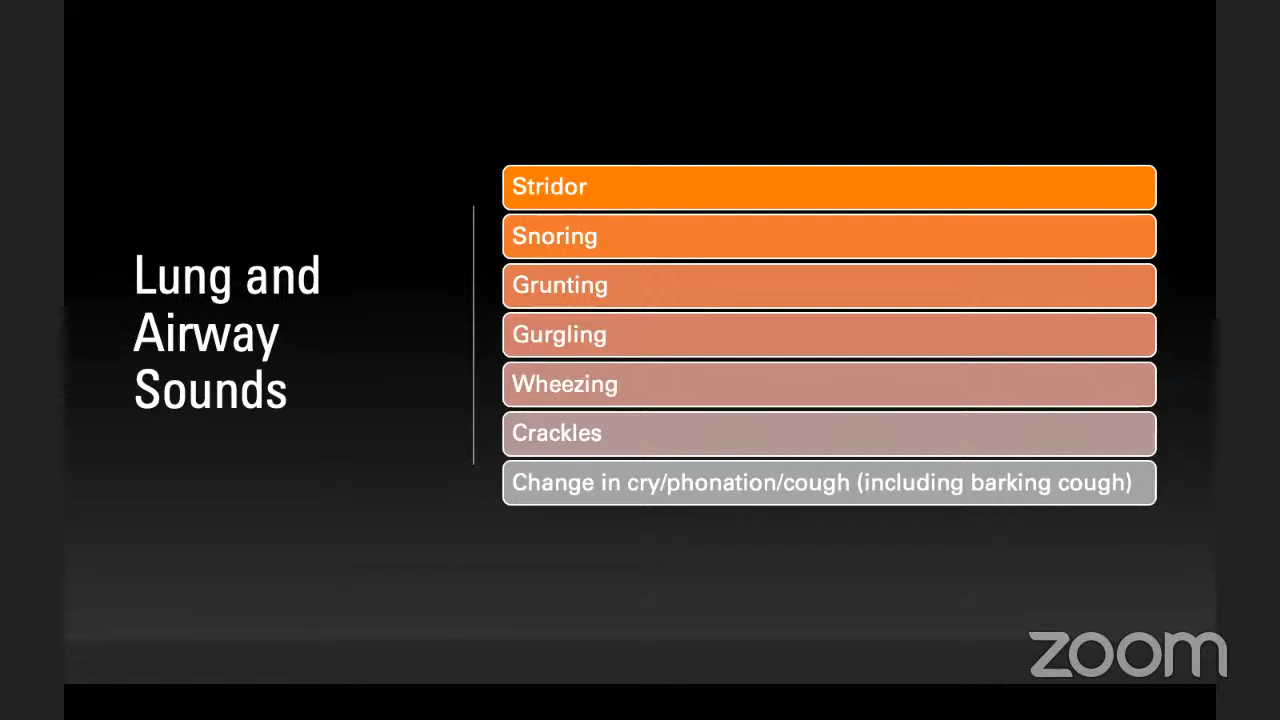 Lung and
Airway
Sounds
Stridor
Snoring
Grunting
Gurgling
Wheezing
Crackles
Change in cry/phonation/cough (including barking cough)
zoom